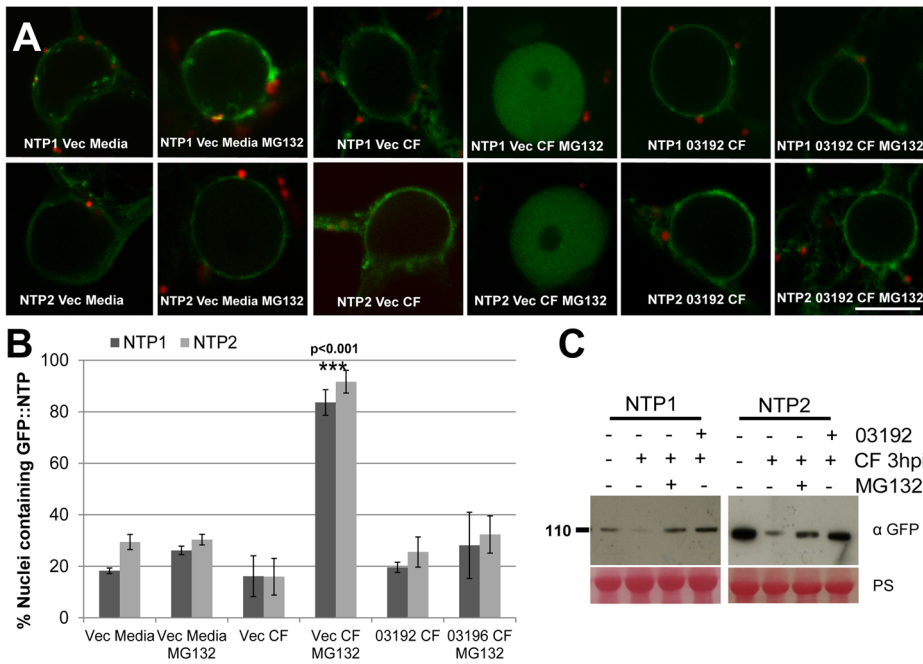 A
NTP1 Vec Media
NTP1 Vec Media MG132
NTP1 Vec CF
NTP1 Vec CF MG132
NTP1 03192 CF
NTP1 03192 CF MG132
NTP2 Vec Media
NTP2 Vec Media MG132
NTP2 Vec CF
NTP2 Vec CF MG132
NTP2 03192 CF
NTP2 03192 CF MG132
B
NTP1 NTP2
% Nuclei containing GFP::NTP
100
80
60
40
20
0
p<0.001
***
Vec Media
Vec Media MG132
Vec CF
Vec CF MG132
03192 CF
03196 CF MG132
C
NTP1 NTP2
+ + 03192
- + + + - + + + CF 3hpi
+ + MG132
110
α GFP
PS